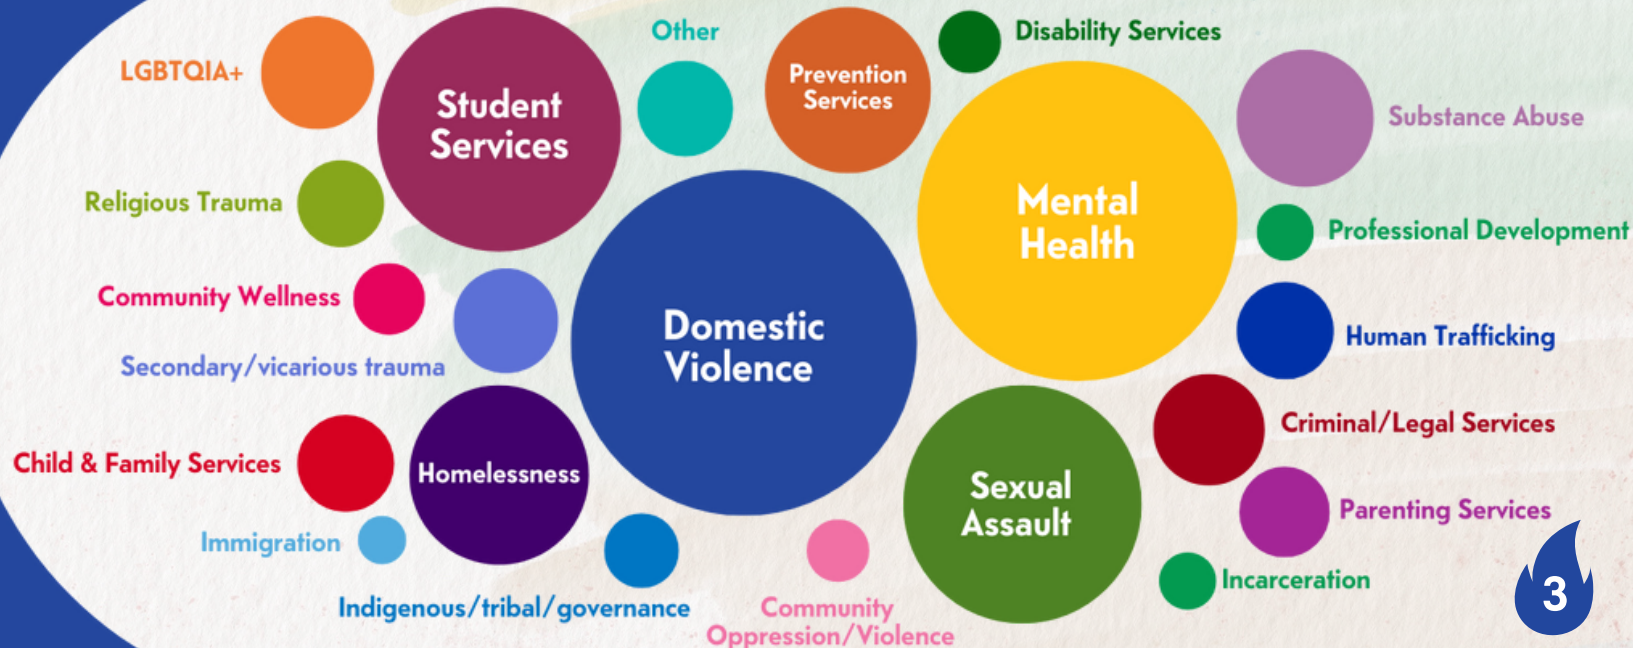 LGBTQIA+
Student
Services
Other
Prevention
Services
Disability Services
Substance Abuse
Religious Trauma
Mental
Health
Professional Development
Community Wellness
Secondary/vicarious trauma
Domestic
Violence
Human Trafficking
Child & Family Services
Homelessness
Sexual
Assault
Criminal/Legal Services
Parenting Services
Immigration
Indigenous/tribal/governance
Community
Oppression/Violence
Incarceration
3